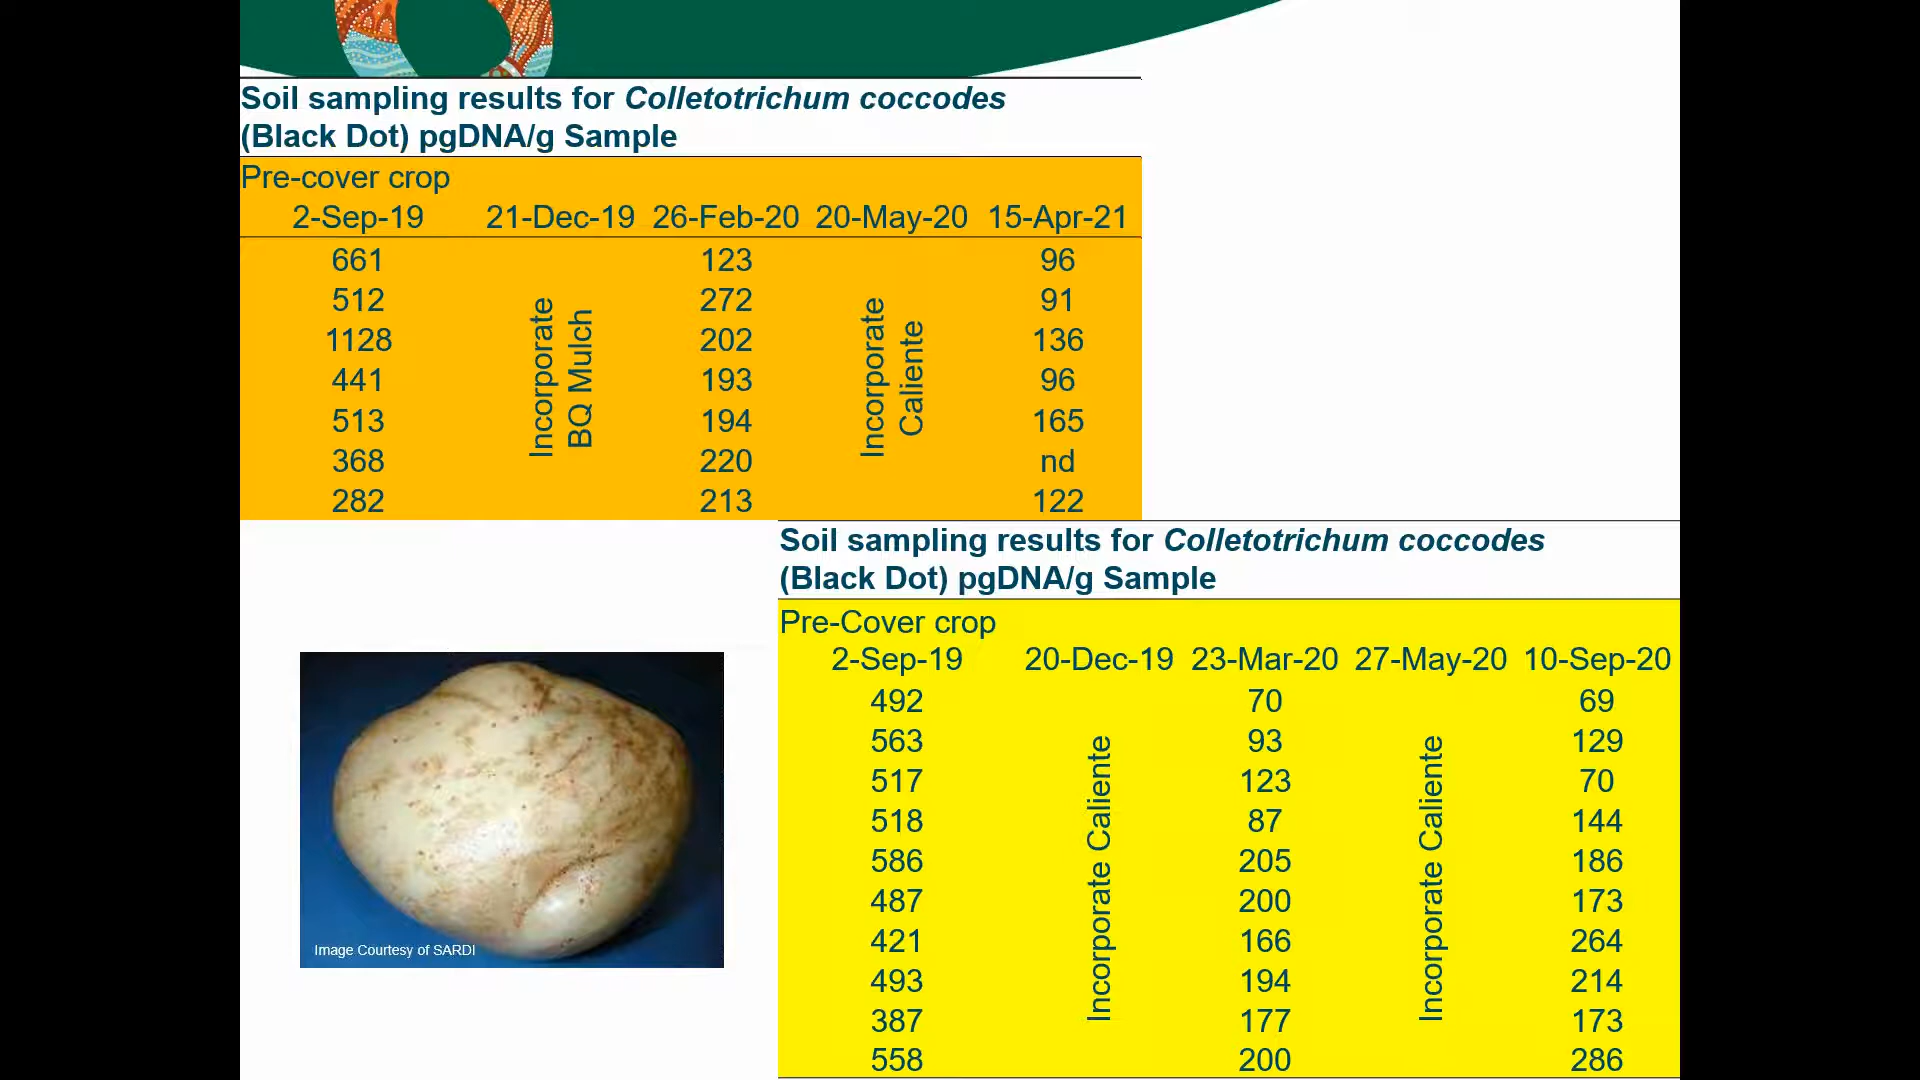 Soil sampling results for Colletotrichum coccodes
(Black Dot) pgDNA/g Sample
Pre-cover crop
2-Sep-19 21-Dec-19 26-Feb-20 20-May-20 15-Apr-21
661 123 96
512 272 91
1128 202 136
441 193 96
513 194 165
368 220 nd
282 213 122
Incorporate
BQ Mulch
Incorporate
Caliente
Soil sampling results for Colletotrichum coccodes
(Black Dot) pgDNA/g Sample
Pre-Cover crop
2-Sep-19 20-Dec-19 23-Mar-20 27-May-20 10-Sep-20
492 70 69
563 93 129
517 123 70
518 87 144
586 205 186
487 200 173
421 166 264
493 194 214
387 177 173
558 200 286
Incorporate Caliente
Incorporate Caliente
Image Courtesy of SARDI